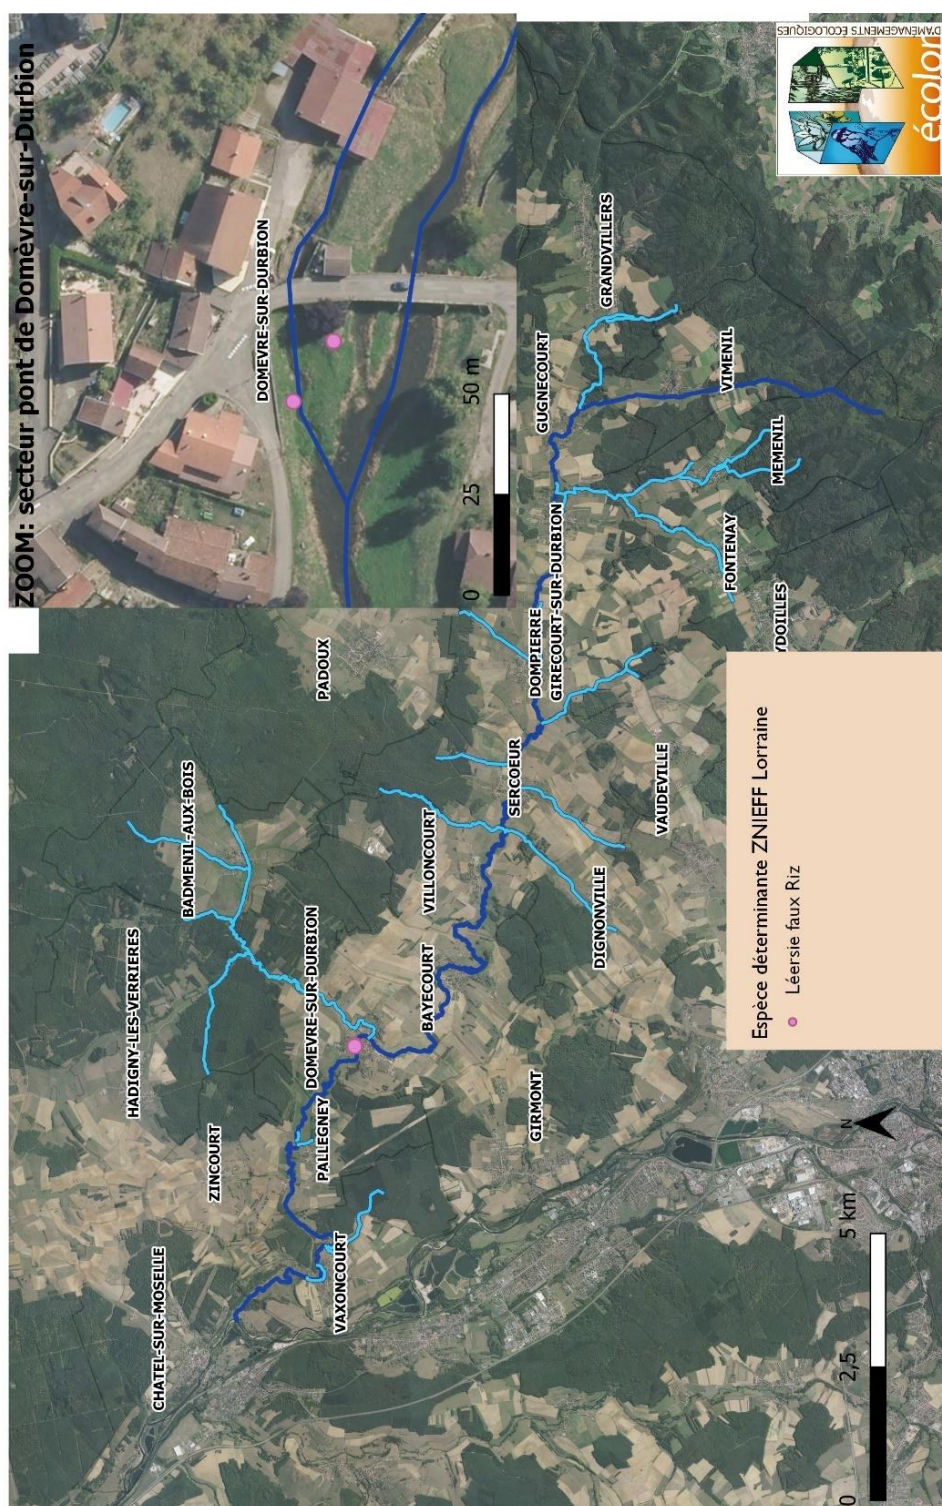 ZOOM: secteur pont de Domèvre-sur-Durbion
DOMEVRE-SUR-DURBION
0 25 50 m
D'AMÉNAGEMENTS ÉCOLOGIQUES
écolor
CHATEL-SUR-MOSELLE
HADIGNY-LES-VERRIERES
BADMENIL-AUX-BOIS
ZINCOURT
PADOUX
DOMEVRE-SUR-DURBION
PALLEGNEY
VAXONCOURT
VILLONCOURT
BAYECOURT
SERCOEUR
DOMPIERRE
GIRECOURT-SUR-DURBION
GUGNECOURT
GRANDVILLERS
GIRMONT
DIGNONVILLE
VAUDEVILLE
FONTENAY
VIMENIL
MEMENIL
YDOILLES
Espèce déterminante ZNIEFF Lorraine
Léersie faux Riz
N
0 2,5 5 km